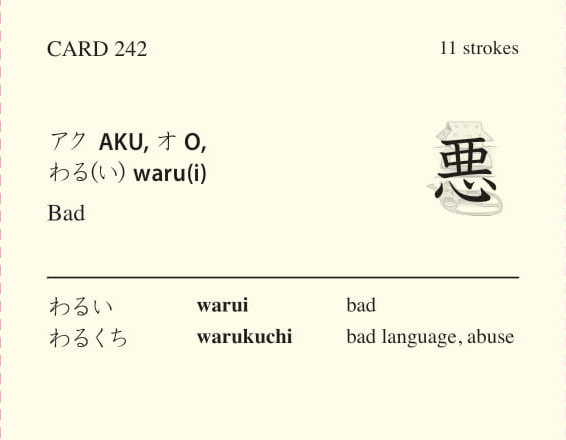 CARD 242
11 strokes
アク AKU, オ O,
わる(い) waru(i)
悪
Bad
わるい warui bad
わるくち warukuchi bad language, abuse